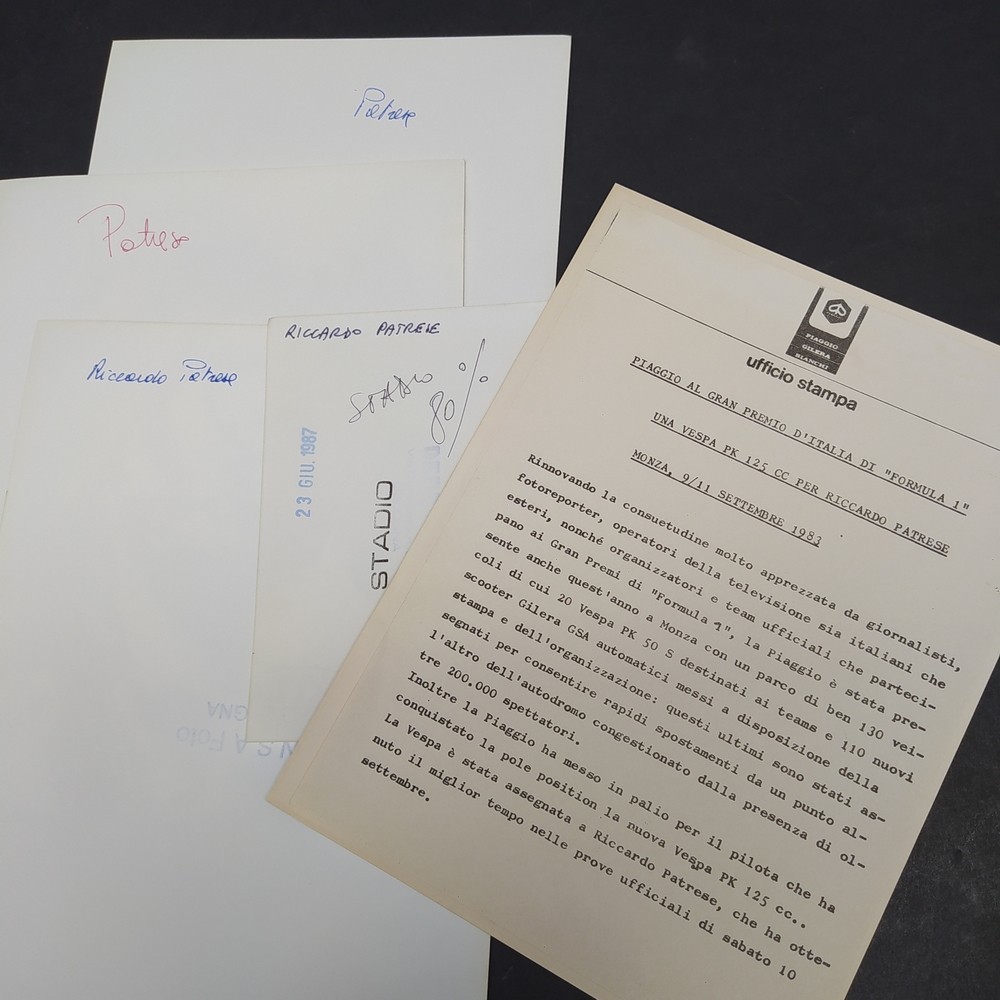 Patrese
Patrese
Riccardo Patrese
RICCARDO PATRESE
STADIO
80%
23 GIU. 1987
STADIO
PIAGGIO
GILERA
BIANCHI
ufficio stampa
PIAGGIO AL GRAN PREMIO D'ITALIA DI "FORMULA 1"
UNA VESPA PK 125 CC PER RICCARDO PATRESE
MONZA, 9/11 SETTEMBRE 1983
Rinnovando la consuetudine molto apprezzata da giornalisti,
fotoreporter, operatori della televisione sia italiani che
esteri, nonché organizzatori e team ufficiali che parteci-
pano ai Gran Premi di "Formula 1", la Piaggio è stata pre-
sente anche quest'anno a Monza con un parco di ben 130 vei-
coli di cui 20 Vespa PK 50 S destinati ai teams e 110 nuovi
scooter Gilera GSA automatici messi a disposizione della
stampa e dell'organizzazione: questi ultimi sono stati as-
segnati per consentire rapidi spostamenti da un punto al-
l'altro dell'autodromo congestionato dalla presenza di ol-
tre 200.000 spettatori.
Inoltre la Piaggio ha messo in palio per il pilota che ha
conquistato la pole position la nuova Vespa PK 125 cc..
La Vespa è stata assegnata a Riccardo Patrese, che ha otte-
nuto il miglior tempo nelle prove ufficiali di sabato 10
settembre.